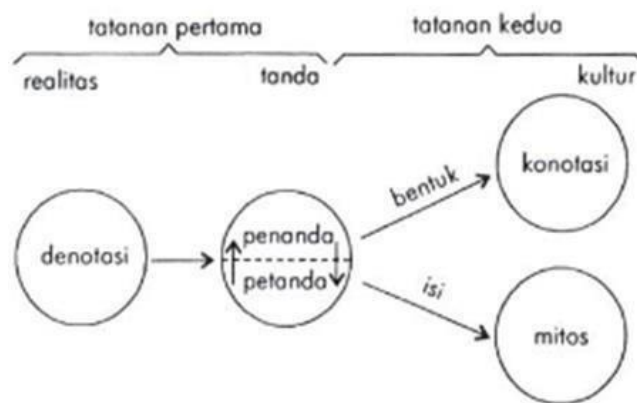 tatanan pertama tatanan kedua
realitas tanda kultur
konotasi
bentuk
denotasi penanda
petanda
isi
mitos